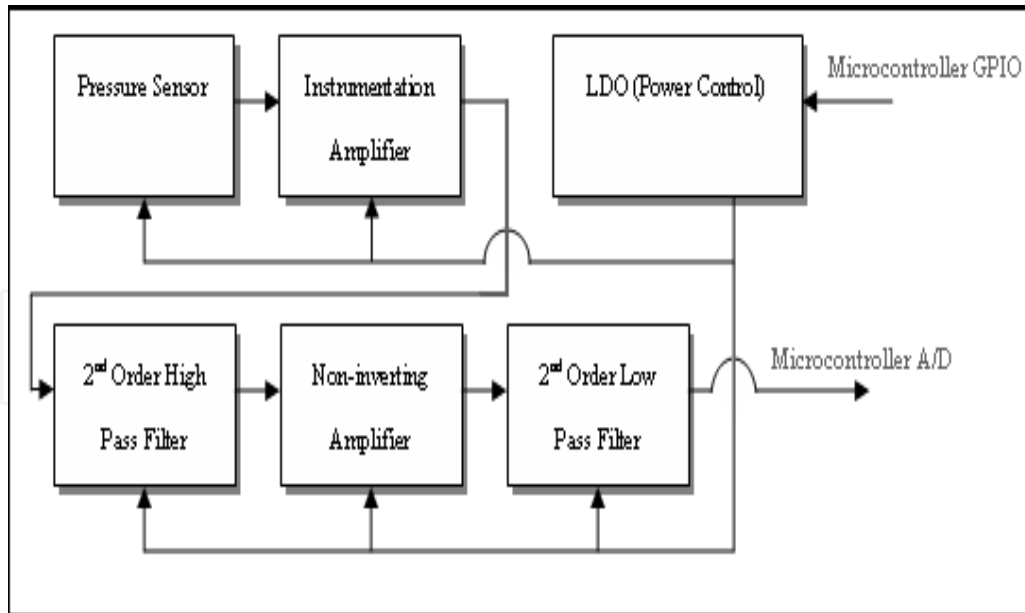 Pressure Sensor
Instrumentation
Amplifier
LDO (Power Control)
Microcontroller GPIO
2nd Order High
Pass Filter
Non-inverting
Amplifier
2nd Order Low
Pass Filter
Microcontroller A/D